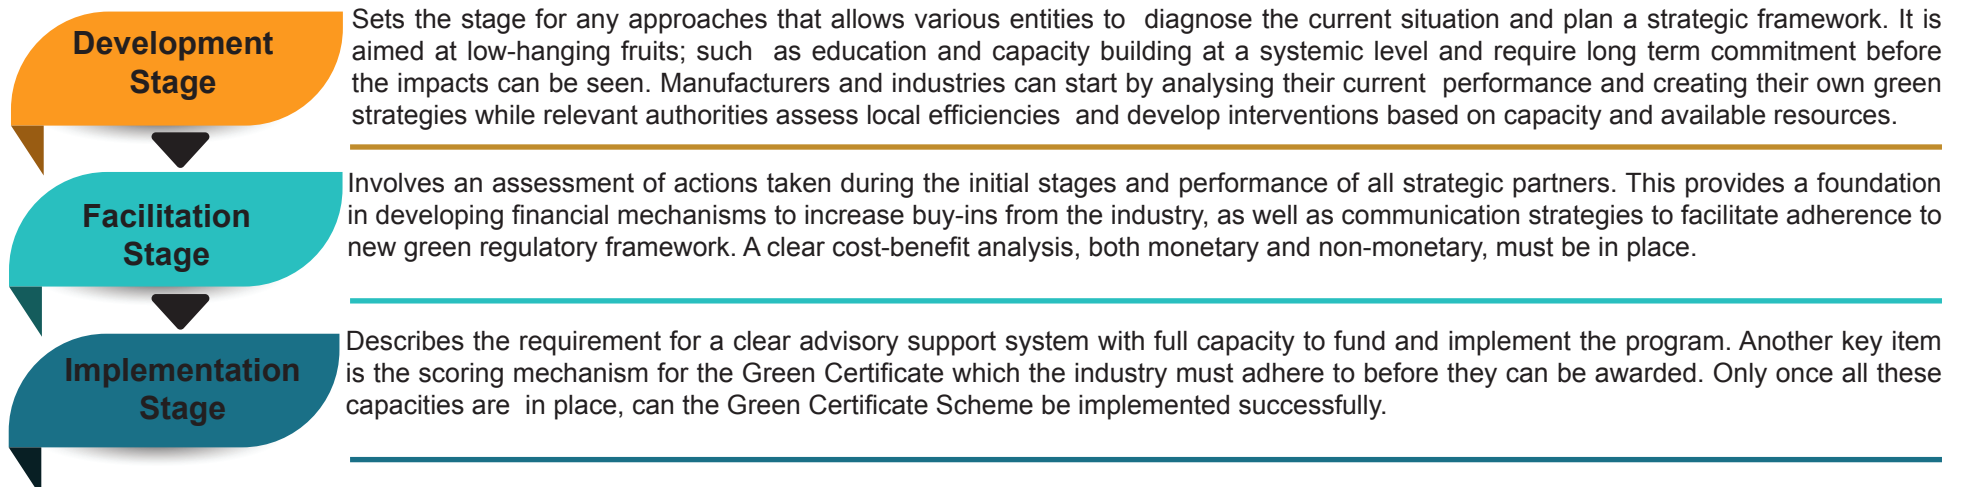 Development
Stage
Sets the stage for any approaches that allows various entities to diagnose the current situation and plan a strategic framework. It is
aimed at low-hanging fruits; such as education and capacity building at a systemic level and require long term commitment before
the impacts can be seen. Manufacturers and industries can start by analysing their current performance and creating their own green
strategies while relevant authorities assess local efficiencies and develop interventions based on capacity and available resources.
Facilitation
Stage
Involves an assessment of actions taken during the initial stages and performance of all strategic partners. This provides a foundation
in developing financial mechanisms to increase buy-ins from the industry, as well as communication strategies to facilitate adherence to
new green regulatory framework. A clear cost-benefit analysis, both monetary and non-monetary, must be in place.
Implementation
Stage
Describes the requirement for a clear advisory support system with full capacity to fund and implement the program. Another key item
is the scoring mechanism for the Green Certificate which the industry must adhere to before they can be awarded. Only once all these
capacities are in place, can the Green Certificate Scheme be implemented successfully.